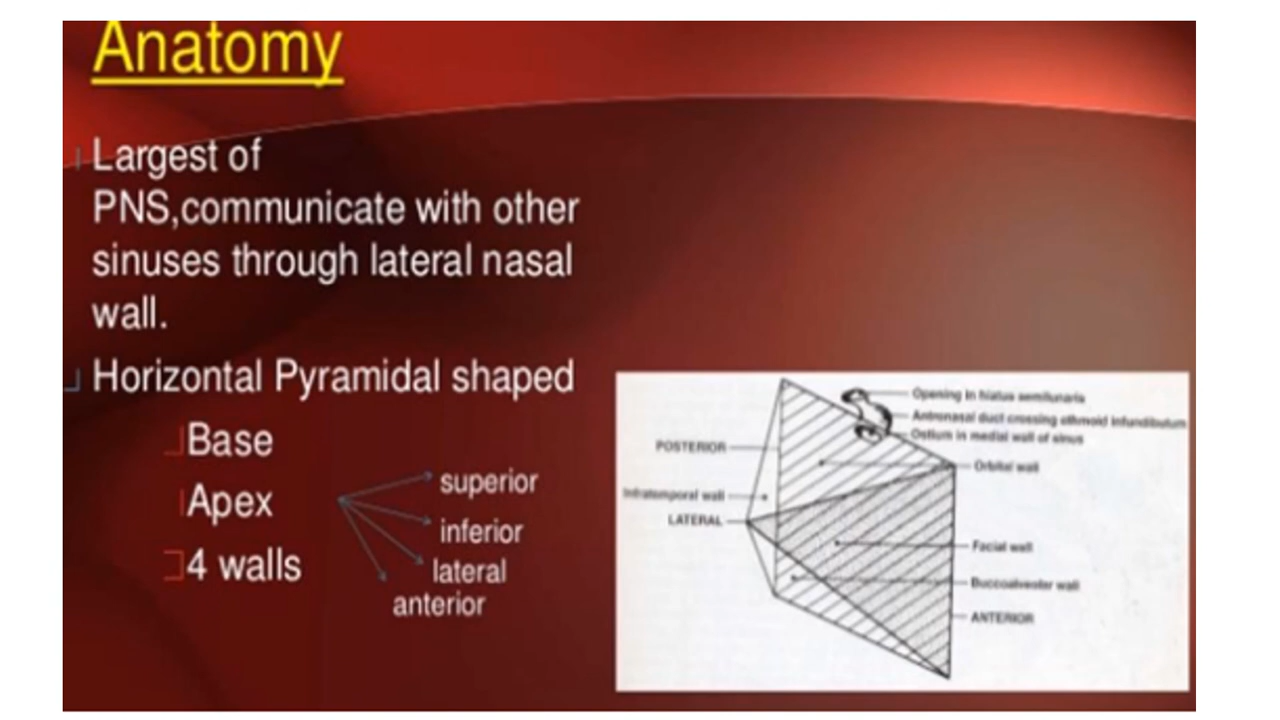 Anatomy
Largest of
PNS,communicate with other
sinuses through lateral nasal
wall.
Horizontal Pyramidal shaped
Base
Apex
4 walls
superior
inferior
lateral
anterior
Opening in hiatus semilunaris
Antronasal duct crossing ethmoid infundibulum
Ostium in medial wall of sinus
POSTERIOR
Orbital wall
Infratemporal wall
LATERAL
Facial wall
Buccoalveolar wall
ANTERIOR